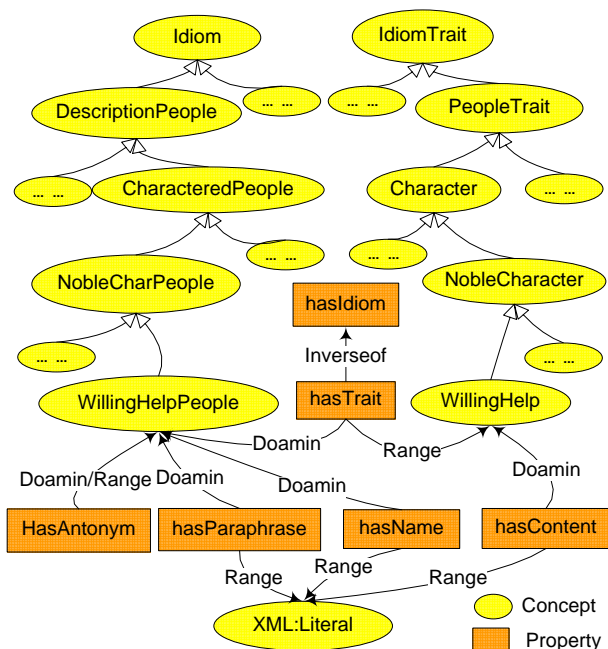 Idiom
IdiomTrait
... ...
... ...
DescriptionPeople
PeopleTrait
... ...
CharacteredPeople
Character
... ...
... ...
... ...
NobleCharPeople
NobleCharacter
hasIdiom
... ...
Inverseof
... ...
hasTrait
WillingHelpPeople
WillingHelp
Doamin
Range
Doamin/Range
Doamin
Doamin
Doamin
HasAntonym
hasParaphrase
hasName
hasContent
Range
Range
Range
XML:Literal
Concept
Property